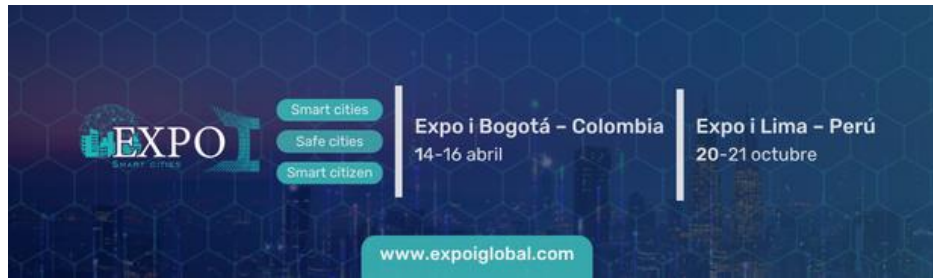 EXPO I
SMART CITIES
Smart cities
Safe cities
Smart citizen
Expo i Bogotá – Colombia
14-16 abril
Expo i Lima – Perú
20-21 octubre
www.expoiglobal.com